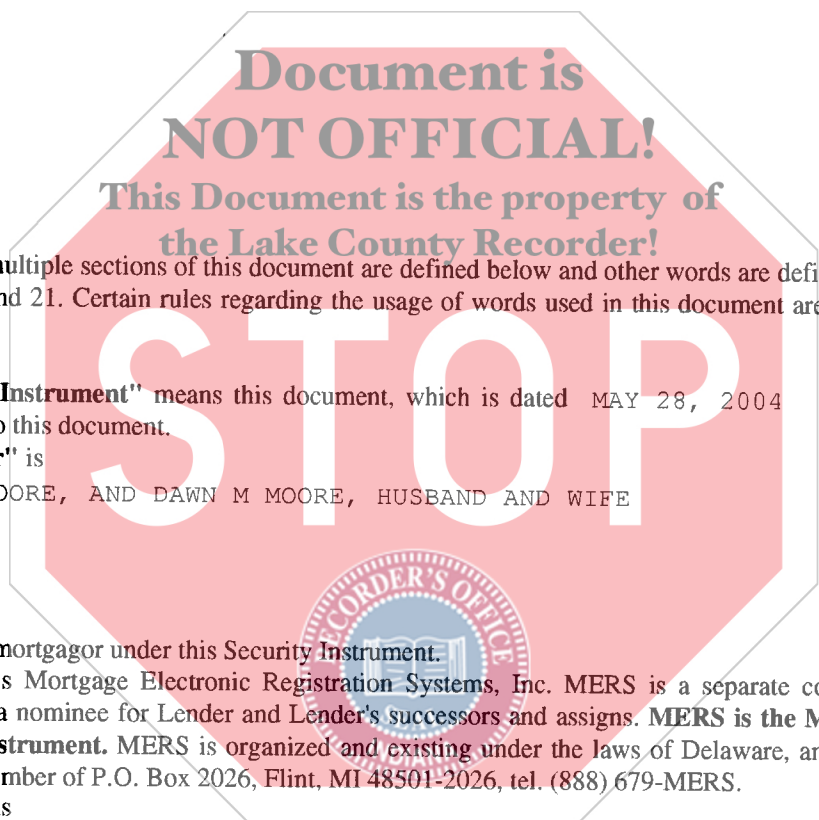 Document is
NOT OFFICIAL!
This Document is the property of
the Lake County Recorder!
ultiple sections of this document are defined below and other words are defi
nd 21. Certain rules regarding the usage of words used in this document are
STOP
Instrument" means this document, which is dated MAY 28, 2004
o this document.
r" is
OORE, AND DAWN M MOORE, HUSBAND AND WIFE
RECORDER'S OFFICE
mortgagor under this Security Instrument.
s Mortgage Electronic Registration Systems, Inc. MERS is a separate co
a nominee for Lender and Lender's successors and assigns. MERS is the M
strument. MERS is organized and existing under the laws of Delaware, an
mber of P.O. Box 2026, Flint, MI 48501-2026, tel. (888) 679-MERS.
s